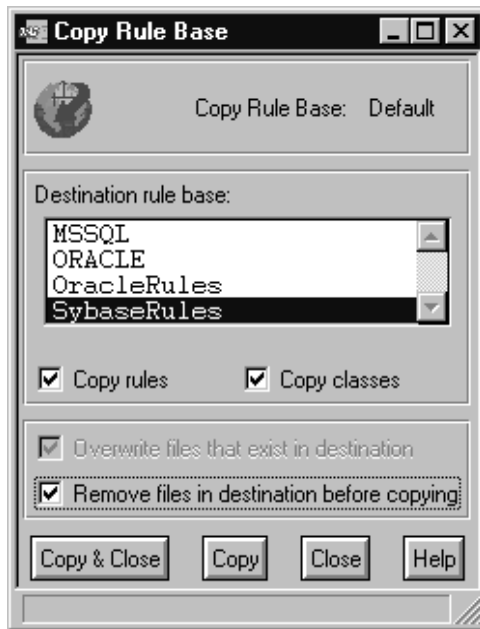 Copy Rule Base
Copy Rule Base: Default
Destination rule base:
MSSQL
ORACLE
OracleRules
SybaseRules
Copy rules Copy classes
Overwrite files that exist in destination
Remove files in destination before copying
Copy & Close Copy Close Help